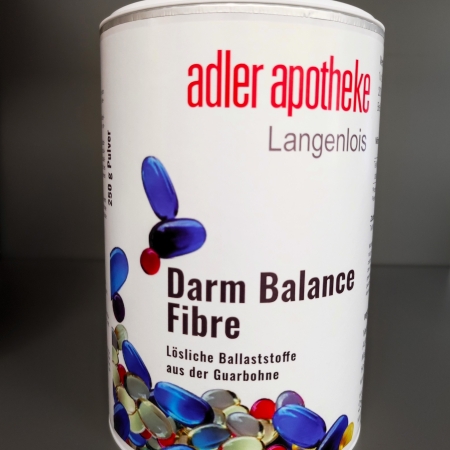 adler apotheke
Langenlois
250 g Pulver
Darm Balance
Fibre
Lösliche Ballaststoffe
aus der Guarbohne